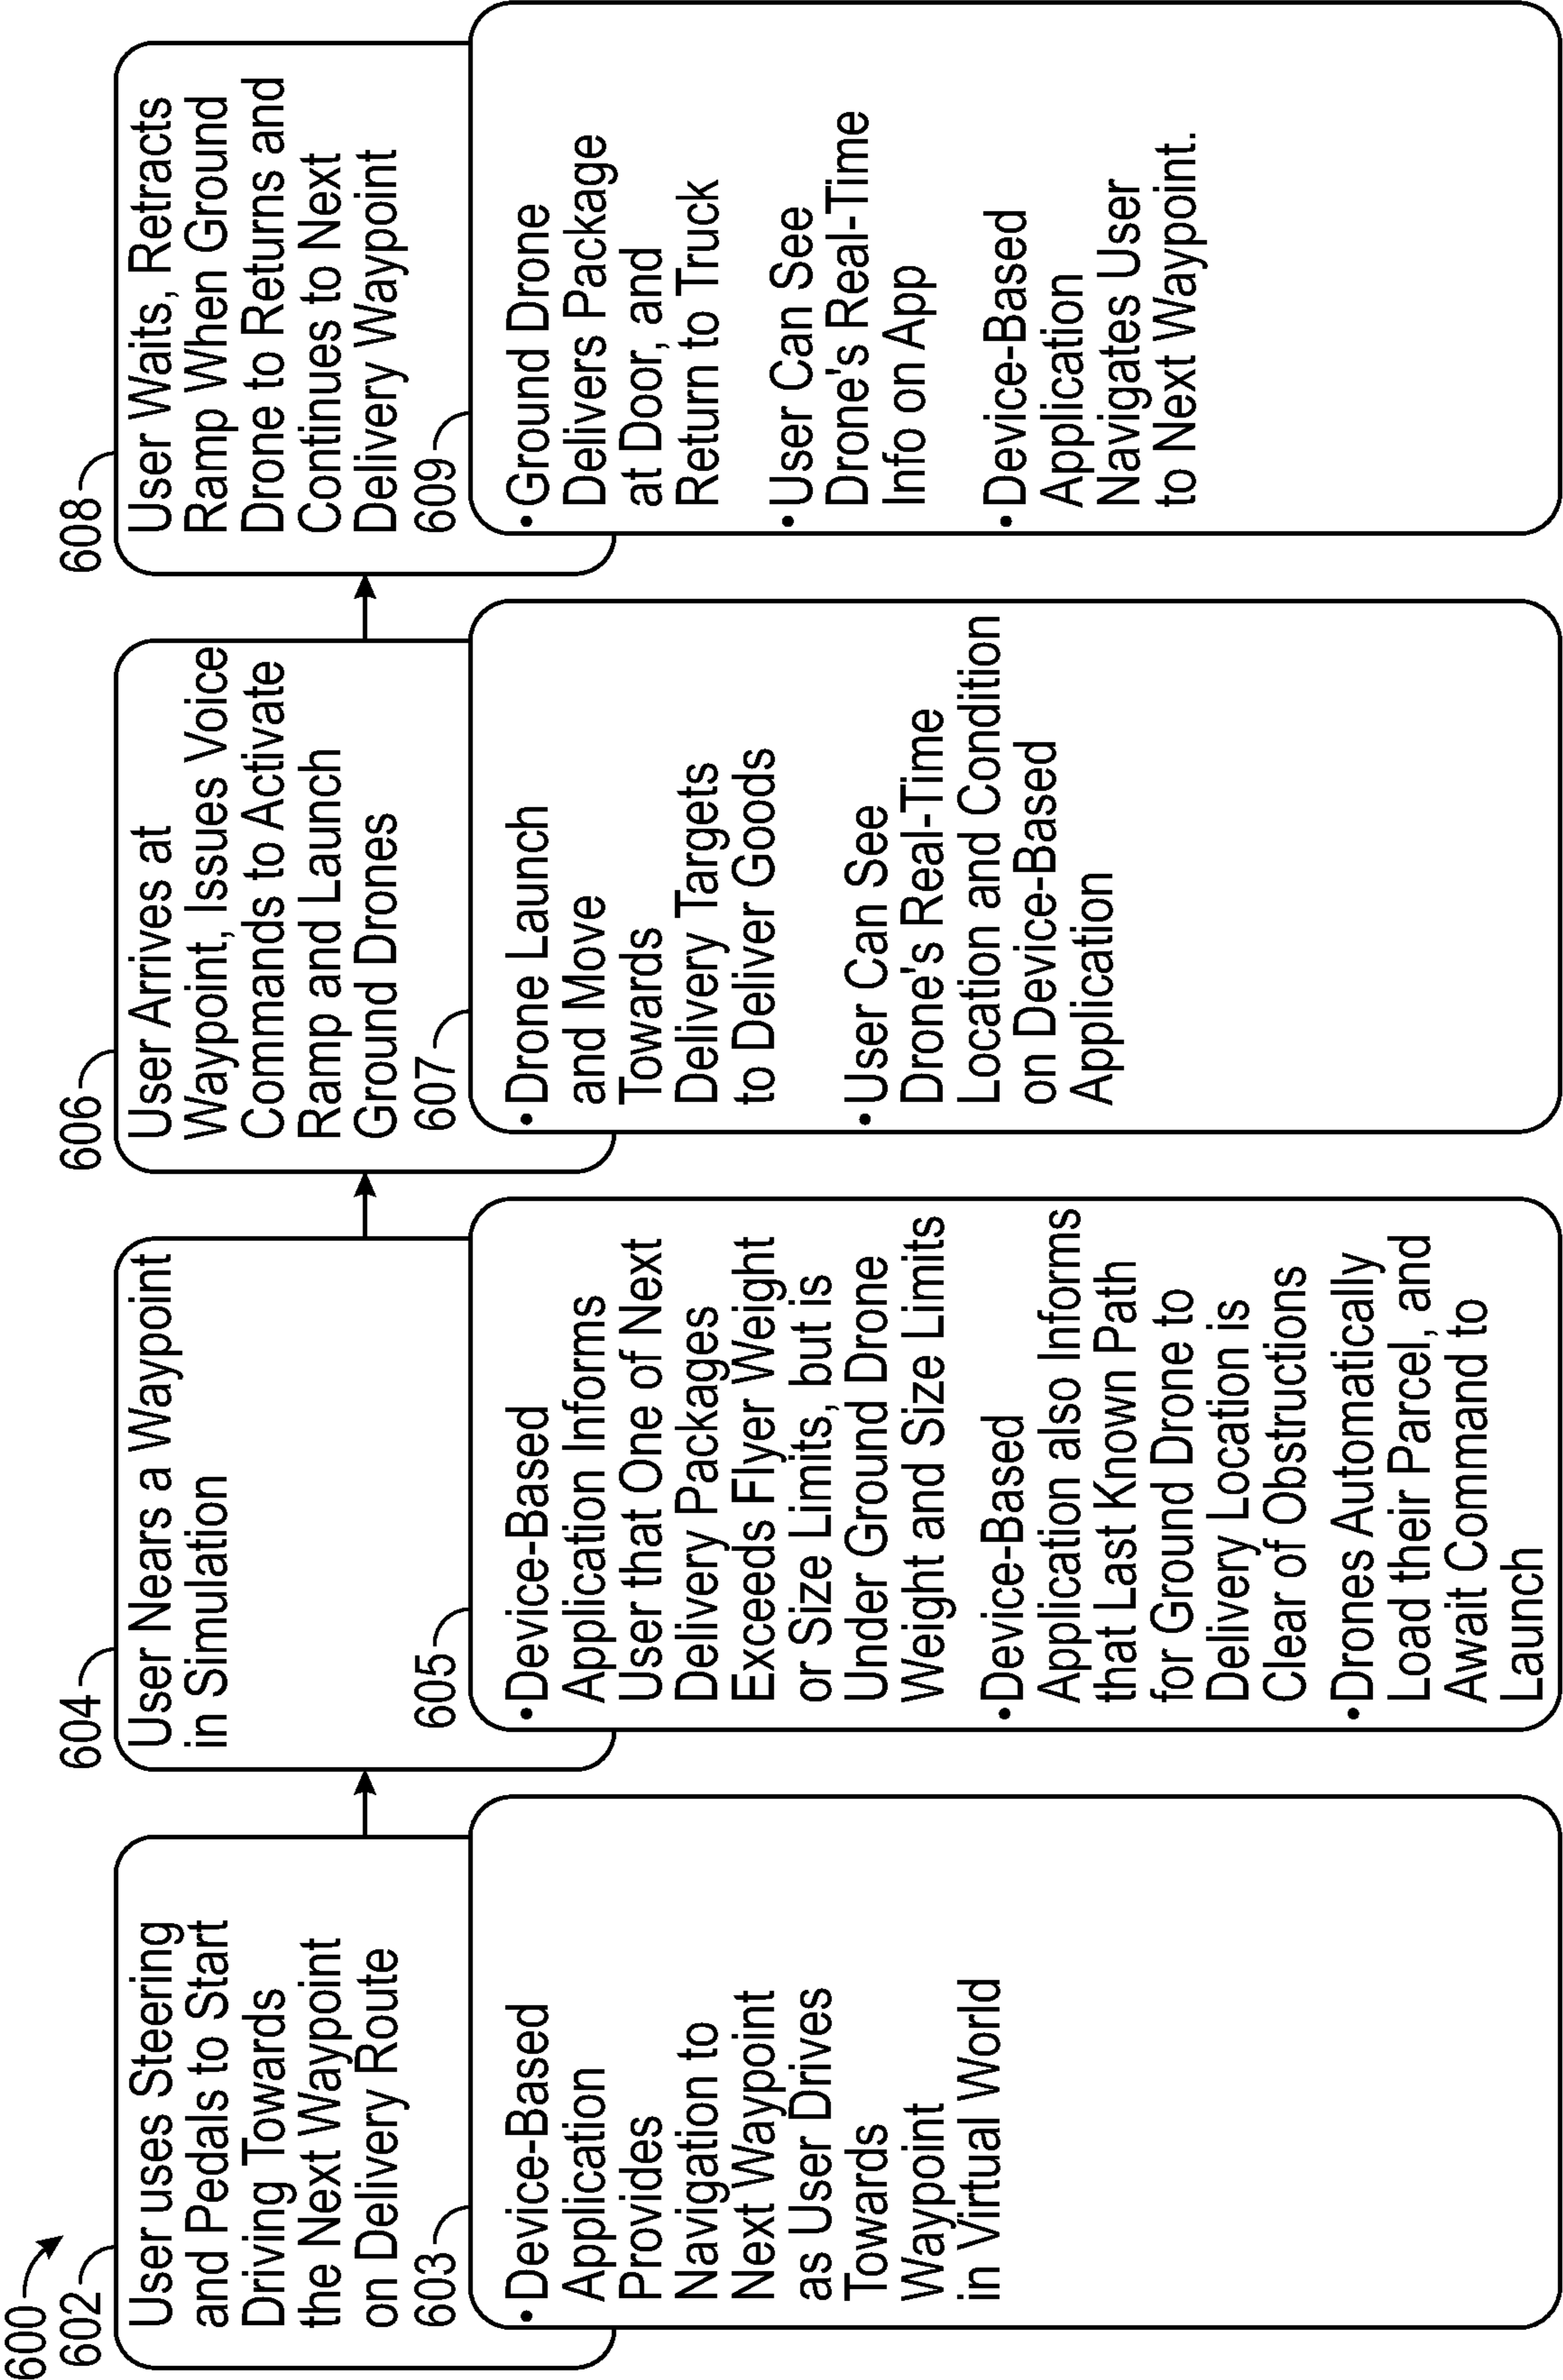 600
602
User uses Steering
and Pedals to Start
Driving Towards
the Next Waypoint
on Delivery Route
603
• Device-Based
Application
Provides
Navigation to
Next Waypoint
as User Drives
Towards
Waypoint
in Virtual World
604
User Nears a Waypoint
in Simulation
605
• Device-Based
Application Informs
User that One of Next
Delivery Packages
Exceeds Flyer Weight
or Size Limits, but is
Under Ground Drone
Weight and Size Limits
• Device-Based
Application also Informs
that Last Known Path
for Ground Drone to
Delivery Location is
Clear of Obstructions
• Drones Automatically
Load their Parcel, and
Await Command to
Launch
606
User Arrives at
Waypoint, Issues Voice
Commands to Activate
Ramp and Launch
Ground Drones
607
• Drone Launch
and Move
Towards
Delivery Targets
to Deliver Goods
• User Can See
Drone's Real-Time
Location and Condition
on Device-Based
Application
608
User Waits, Retracts
Ramp When Ground
Drone to Returns and
Continues to Next
Delivery Waypoint
609
• Ground Drone
Delivers Package
at Door, and
Return to Truck
• User Can See
Drone's Real-Time
Info on App
• Device-Based
Application
Navigates User
to Next Waypoint.